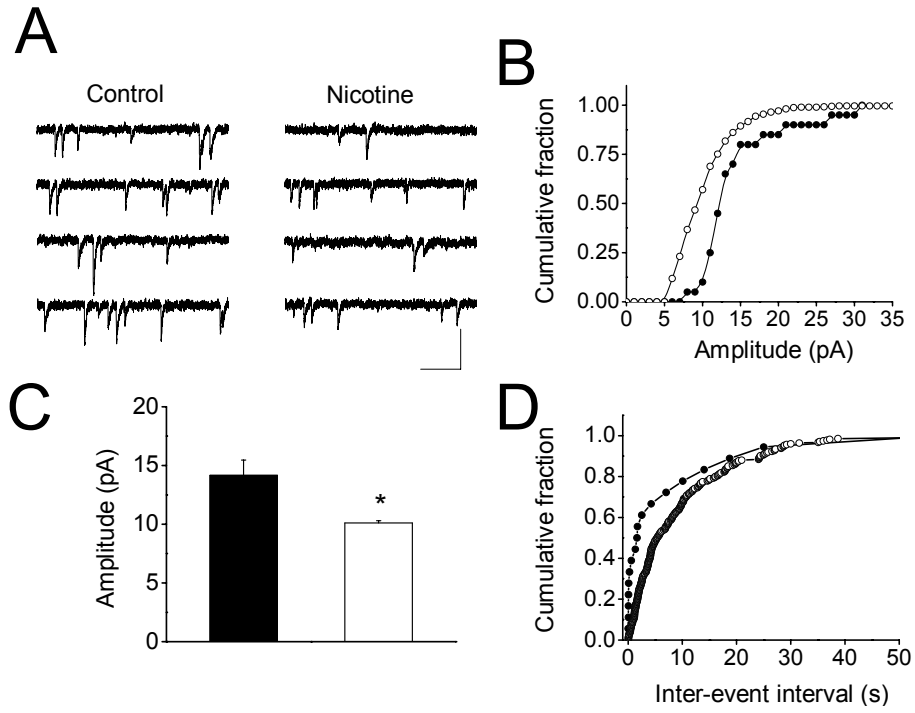 A
Control
Nicotine
B
1.00
0.75
0.50
0.25
0.00
0 5 10 15 20 25 30 35
Cumulative fraction
Amplitude (pA)
C
20
15
10
5
0
Amplitude (pA)
*
D
1.0
0.8
0.6
0.4
0.2
0.0
0 10 20 30 40 50
Cumulative fraction
Inter-event interval (s)